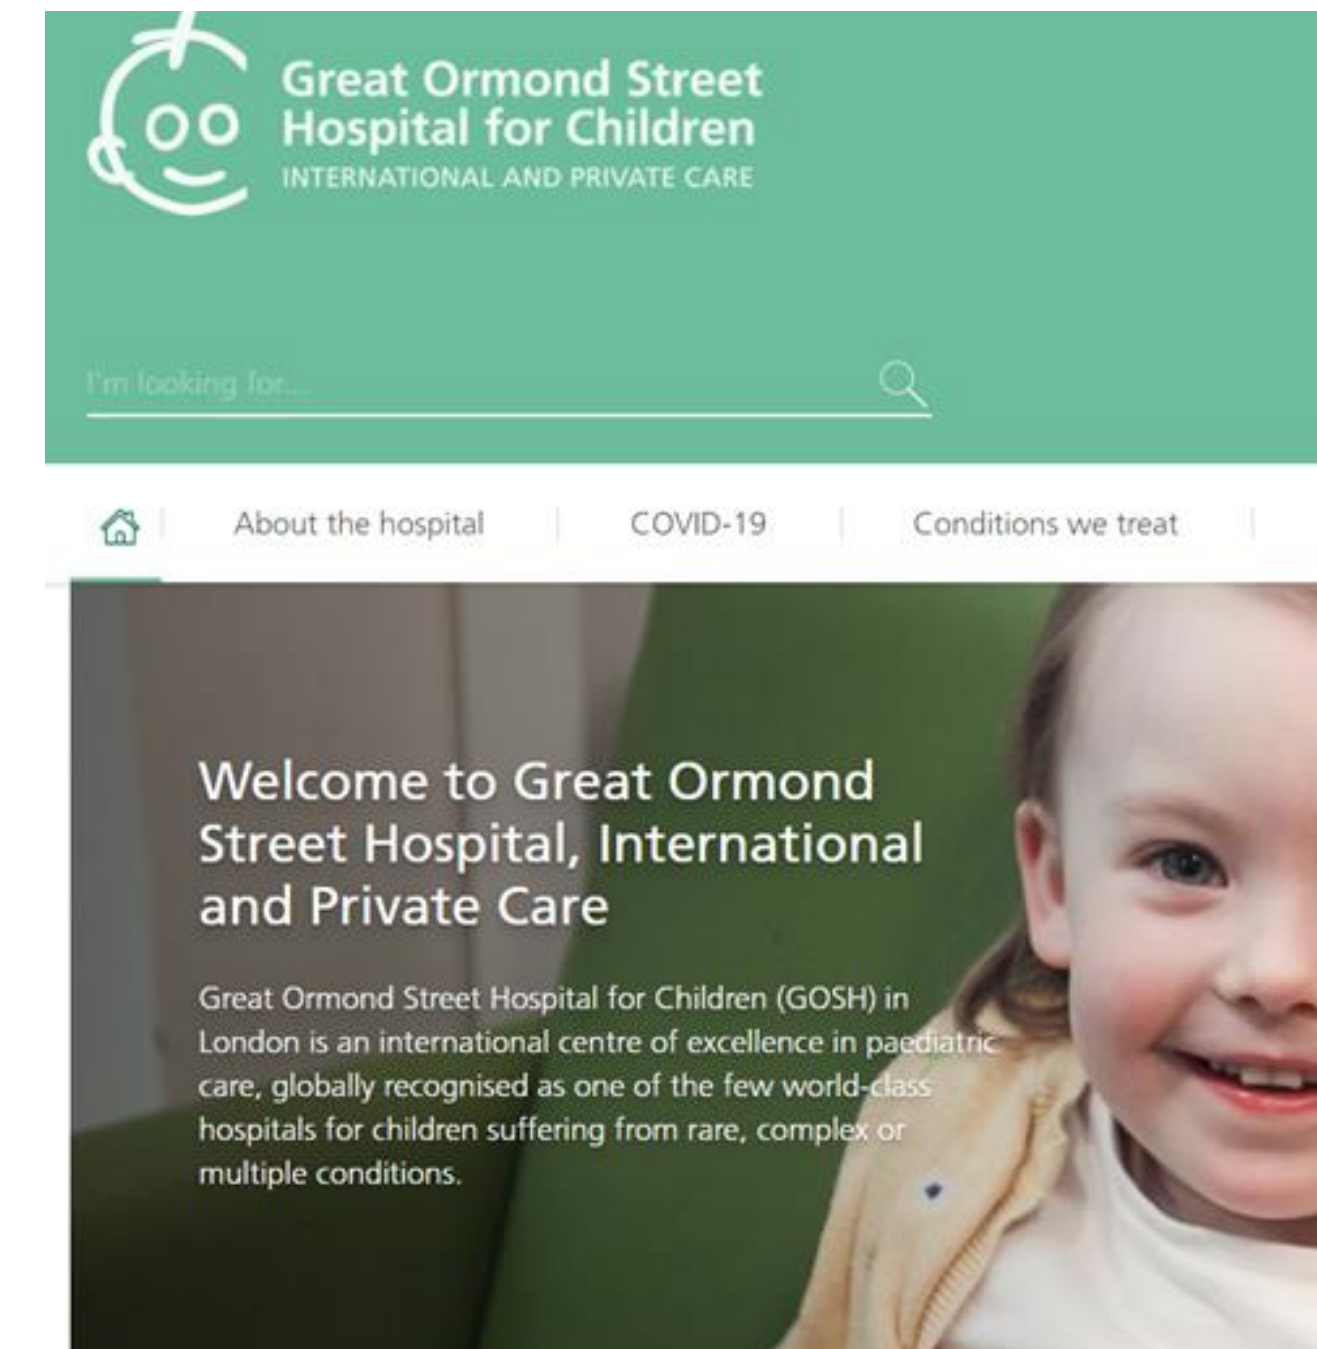 Great Ormond Street
Hospital for Children
INTERNATIONAL AND PRIVATE CARE
I'm looking for...
About the hospital
COVID-19
Conditions we treat
Welcome to Great Ormond
Street Hospital, International
and Private Care
Great Ormond Street Hospital for Children (GOSH) in
London is an international centre of excellence in paediatric
care, globally recognised as one of the few world-class
hospitals for children suffering from rare, complex or
multiple conditions.